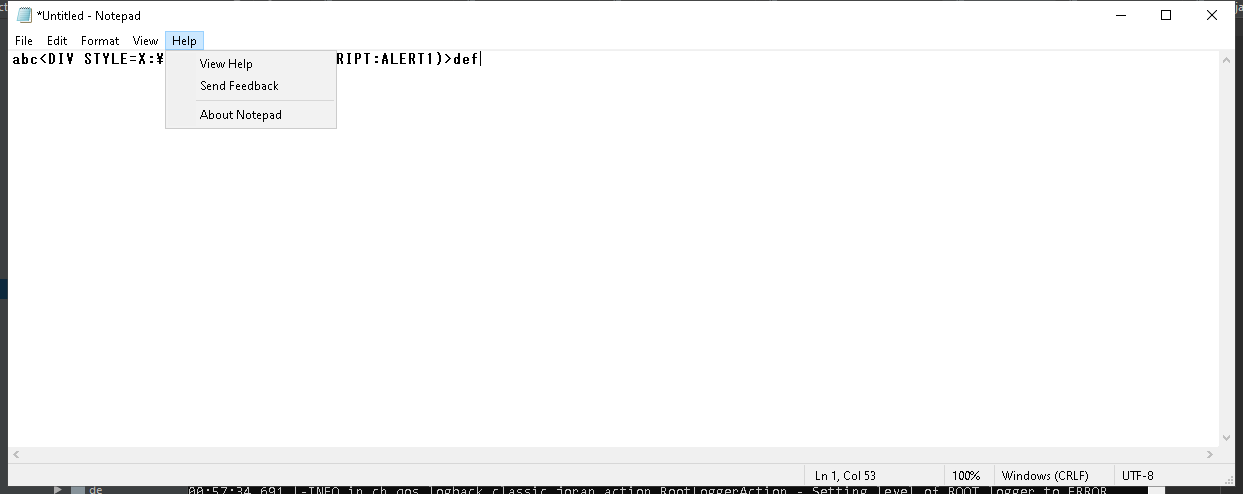 *Untitled - Notepad
File Edit Format View Help
abc<DIV STYLE=X:¥ RIPT:ALERT1)>def
View Help
Send Feedback
About Notepad
Ln 1, Col 53 100% Windows (CRLF) UTF-8
de 00:57:34,691 |-INFO in ch.qos.logback.classic.joran.action.RootLoggerAction - Setting level of ROOT logger to ERROR